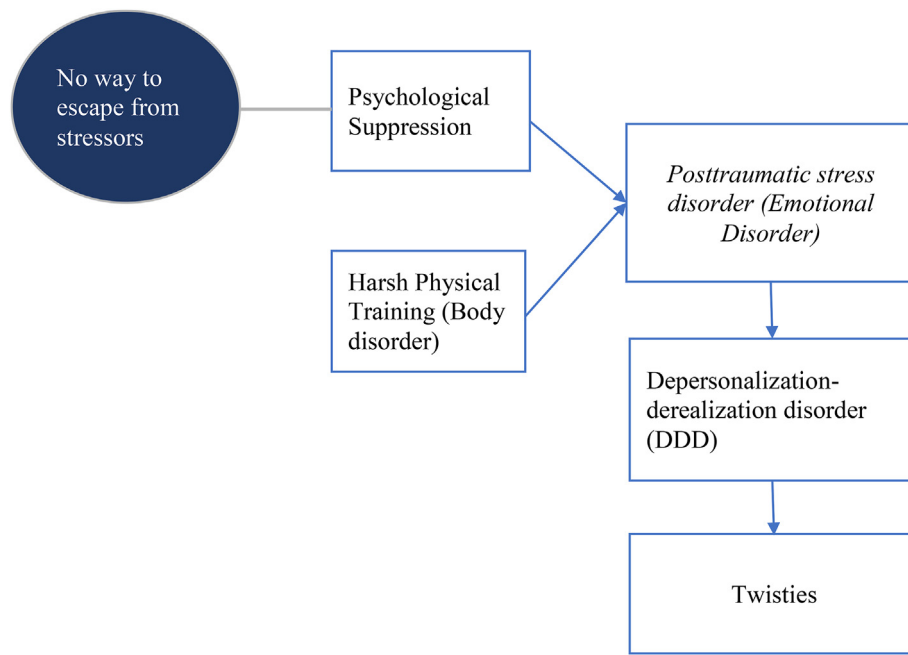 No way to
escape from
stressors
Psychological
Suppression
Harsh Physical
Training (Body
disorder)
Posttraumatic stress
disorder (Emotional
Disorder)
Depersonalization-
derealization disorder
(DDD)
Twisties